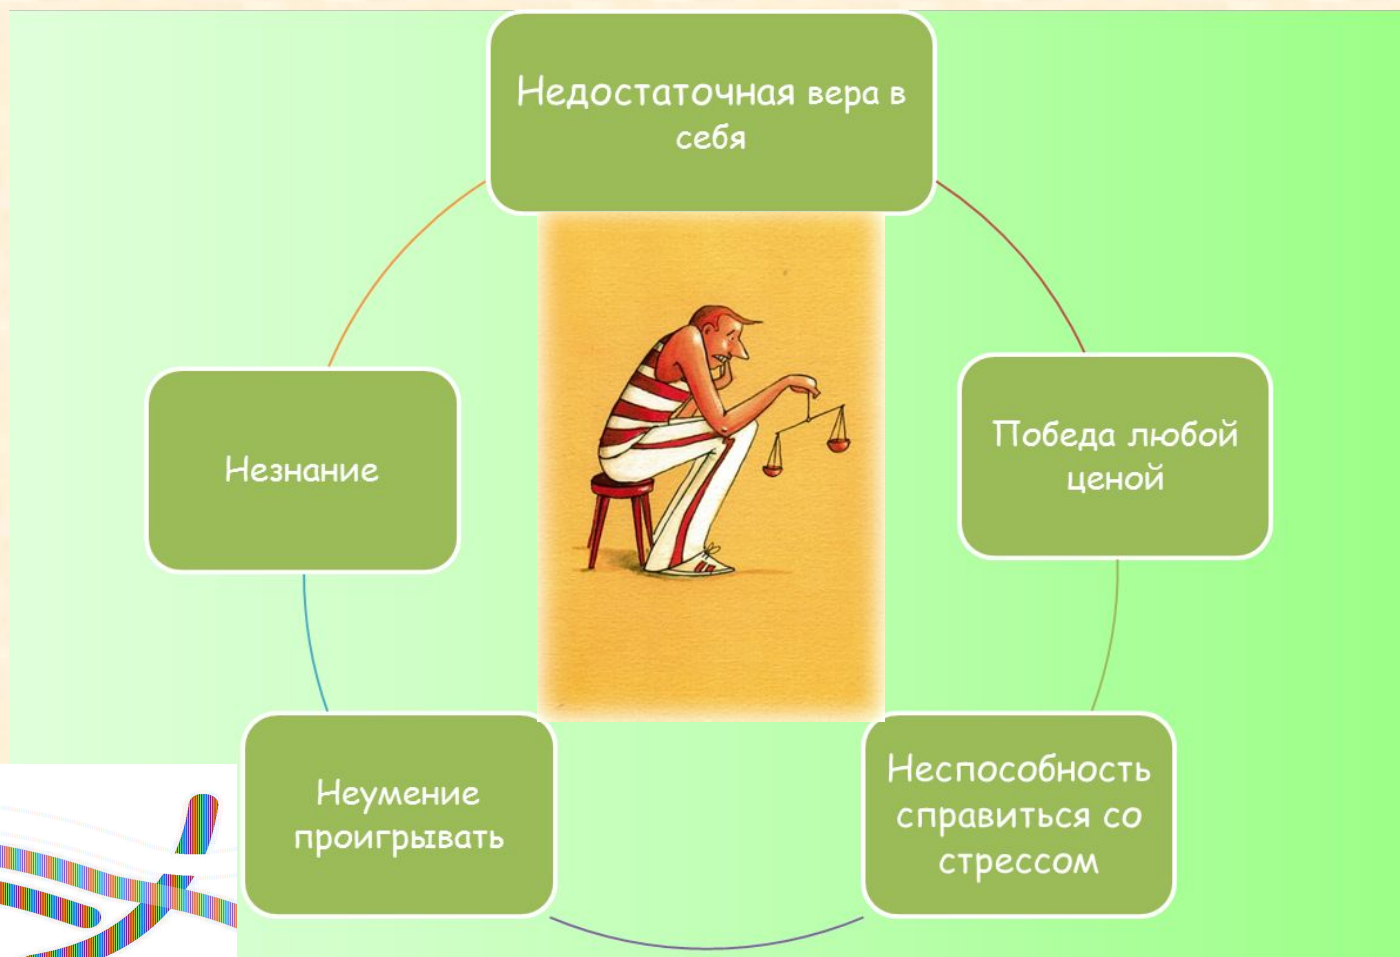 Недостаточная вера в
себя
Незнание
Победа любой
ценой
Неумение
проигрывать
Неспособность
справиться со
стрессом